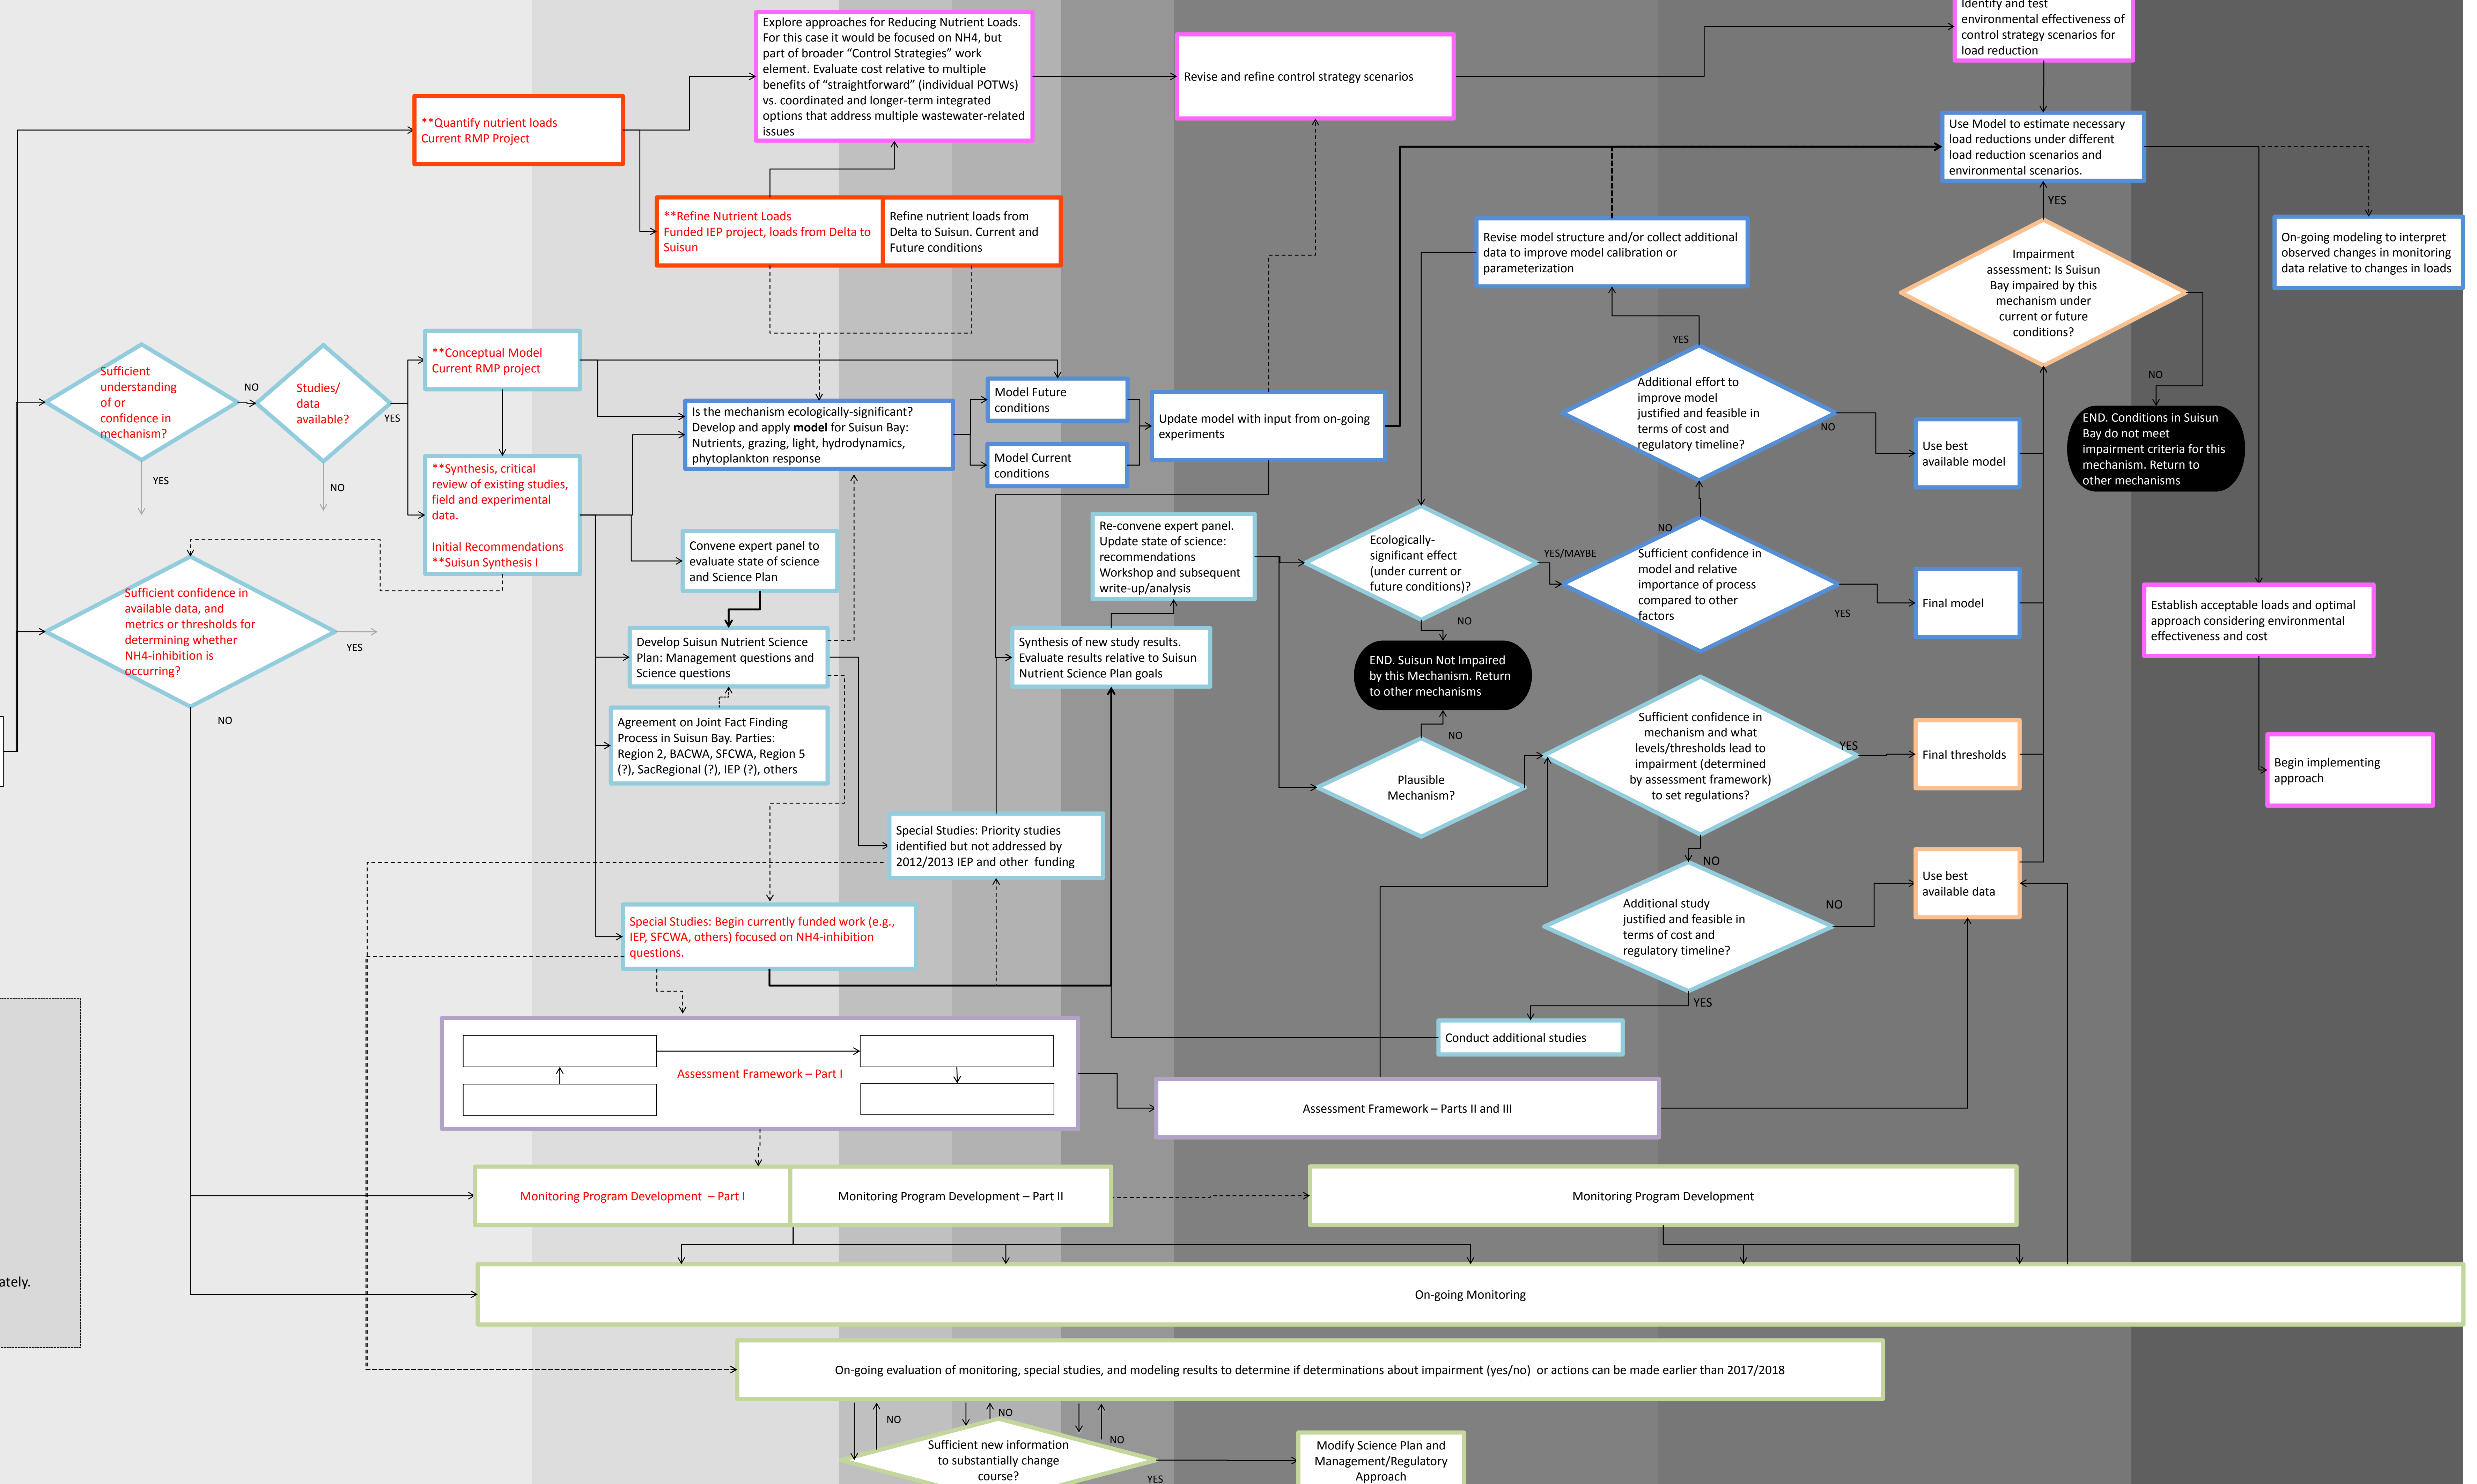 Identify and test
environmental effectiveness of
control strategy scenarios for
load reduction
Explore approaches for Reducing Nutrient Loads.
For this case it would be focused on NH4, but
part of broader “Control Strategies” work
element. Evaluate cost relative to multiple
benefits of “straightforward” (individual POTWs)
vs. coordinated and longer-term integrated
options that address multiple wastewater-related
issues
Revise and refine control strategy scenarios
**Quantify nutrient loads
Current RMP Project
Use Model to estimate necessary
load reductions under different
load reduction scenarios and
environmental scenarios.
YES
**Refine Nutrient Loads
Funded IEP project, loads from Delta to
Suisun
Refine nutrient loads from
Delta to Suisun. Current and
Future conditions
Revise model structure and/or collect additional
data to improve model calibration or
parameterization
Impairment
assessment: Is Suisun
Bay impaired by this
mechanism under
current or future
conditions?
On-going modeling to interpret
observed changes in monitoring
data relative to changes in loads
YES
NO
Sufficient
understanding
of or
confidence in
mechanism?
NO
YES
Studies/
data
available?
YES
NO
**Conceptual Model
Current RMP project
Is the mechanism ecologically-significant?
Develop and apply model for Suisun Bay:
Nutrients, grazing, light, hydrodynamics,
phytoplankton response
Model Future
conditions
Model Current
conditions
Update model with input from on-going
experiments
Additional effort to
improve model
justified and feasible in
terms of cost and
regulatory timeline?
NO
Use best
available model
END. Conditions in Suisun
Bay do not meet
impairment criteria for this
mechanism. Return to
other mechanisms
**Synthesis, critical
review of existing studies,
field and experimental
data.
Initial Recommendations
**Suisun Synthesis I
Convene expert panel to
evaluate state of science
and Science Plan
Re-convene expert panel.
Update state of science:
recommendations
Workshop and subsequent
write-up/analysis
Ecologically-
significant effect
(under current or
future conditions)?
YES/MAYBE
NO
NO
Sufficient confidence in
model and relative
importance of process
compared to other
factors
YES
Final model
Sufficient confidence in
available data, and
metrics or thresholds for
determining whether
NH4-inhibition is
occurring?
YES
NO
Develop Suisun Nutrient Science
Plan: Management questions and
Science questions
Synthesis of new study results.
Evaluate results relative to Suisun
Nutrient Science Plan goals
END. Suisun Not Impaired
by this Mechanism. Return
to other mechanisms
NO
Establish acceptable loads and optimal
approach considering environmental
effectiveness and cost
Agreement on Joint Fact Finding
Process in Suisun Bay. Parties:
Region 2, BACWA, SFCWA, Region 5
(?), SacRegional (?), IEP (?), others
Plausible
Mechanism?
Sufficient confidence in
mechanism and what
levels/thresholds lead to
impairment (determined
by assessment framework)
to set regulations?
YES
NO
Final thresholds
Begin implementing
approach
Special Studies: Priority studies
identified but not addressed by
2012/2013 IEP and other funding
Special Studies: Begin currently funded work (e.g.,
IEP, SFCWA, others) focused on NH4-inhibition
questions.
Additional study
justified and feasible in
terms of cost and
regulatory timeline?
NO
YES
Use best
available data
Conduct additional studies
Assessment Framework – Part I
Assessment Framework – Parts II and III
Monitoring Program Development – Part I
Monitoring Program Development – Part II
Monitoring Program Development
ately.
On-going Monitoring
On-going evaluation of monitoring, special studies, and modeling results to determine if determinations about impairment (yes/no) or actions can be made earlier than 2017/2018
NO
NO
NO
Sufficient new information
to substantially change
course?
YES
Modify Science Plan and
Management/Regulatory
Approach